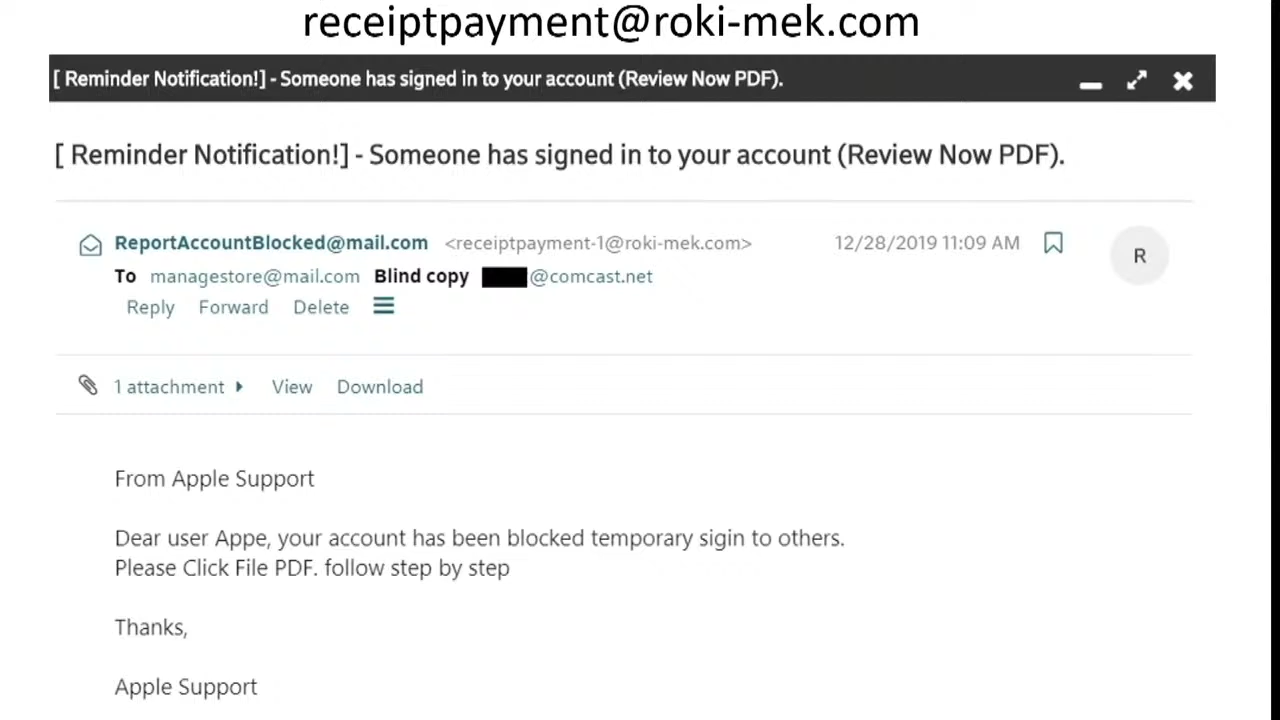 receiptpayment@roki-mek.com
[ Reminder Notification!] - Someone has signed in to your account (Review Now PDF).
[ Reminder Notification!] - Someone has signed in to your account (Review Now PDF).
ReportAccountBlocked@mail.com <receiptpayment-1@roki-mek.com> 12/28/2019 11:09 AM R
To managestore@mail.com Blind copy @comcast.net
Reply Forward Delete
1 attachment View Download
From Apple Support
Dear user Appe, your account has been blocked temporary sigin to others.
Please Click File PDF. follow step by step
Thanks,
Apple Support